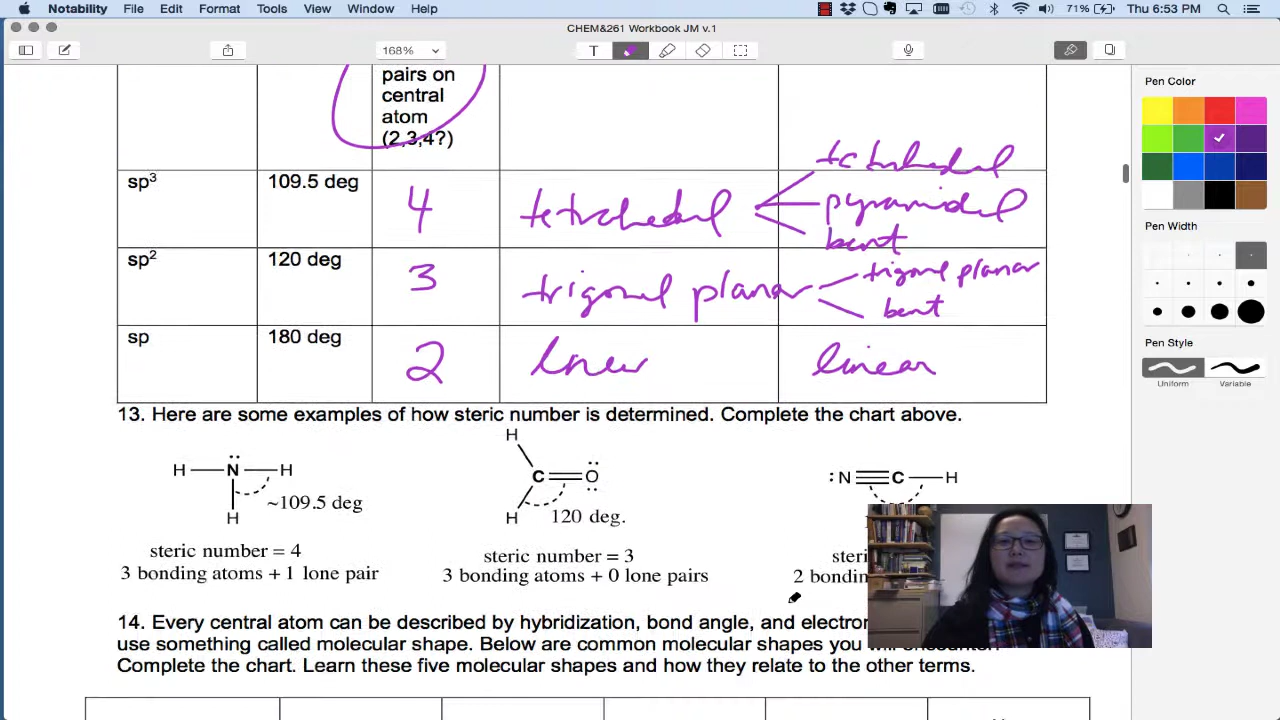 Notability File Edit Format Tools View Window Help 71% Thu 6:53 PM
CHEM&261 Workbook JM v.1
168% T
pairs on
central
atom
(2,3,4?)
sp³ 109.5 deg 4 tetrahedral tetrahedral
pyramidal
bent
sp² 120 deg 3 trigonal planar trigonal planar
bent
sp 180 deg 2 linear linear
13. Here are some examples of how steric number is determined. Complete the chart above.
H N H
H
~109.5 deg
steric number = 4
3 bonding atoms + 1 lone pair
H
C O
H
120 deg.
steric number = 3
3 bonding atoms + 0 lone pairs
:N C H
2
14. Every central atom can be described by hybridization, bond angle, and
use something called molecular shape. Below are common molecular shapes you
Complete the chart. Learn these five molecular shapes and how they relate to the other terms.
Pen Color
Pen Width
Pen Style
Uniform Variable